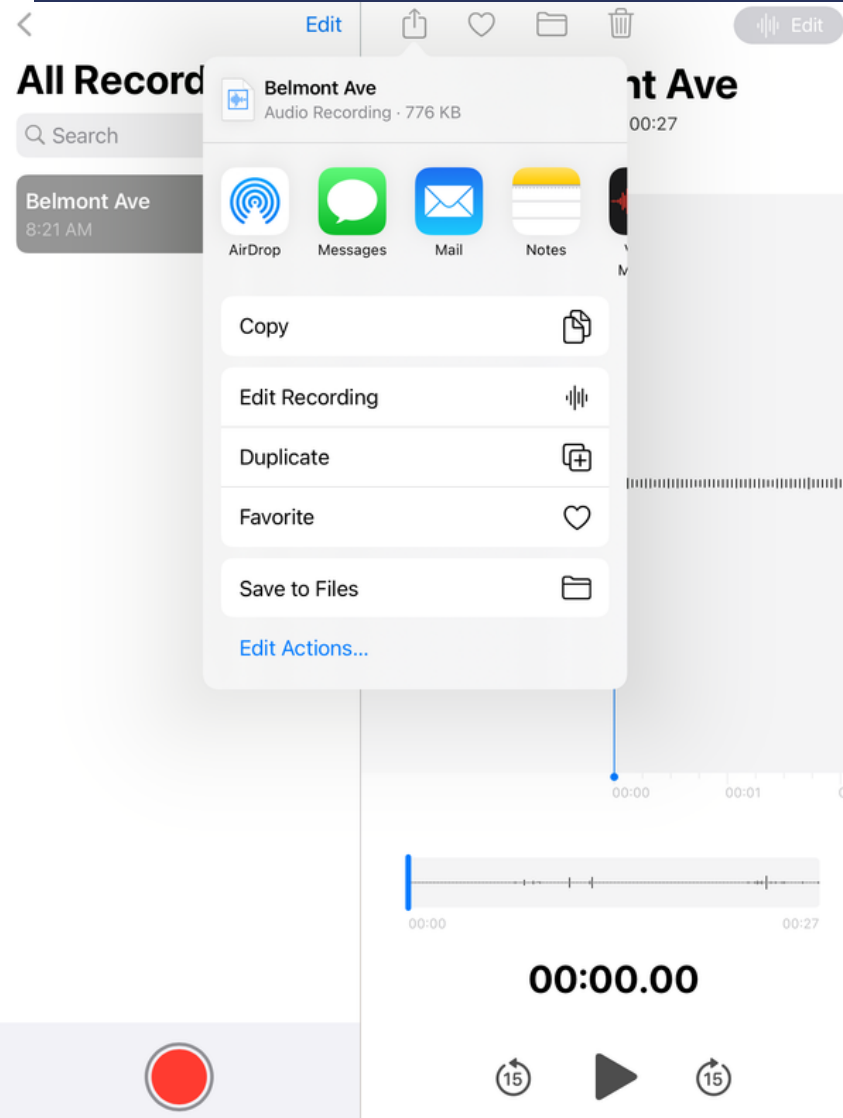 Edit
Edit
All Record
Search
Belmont Ave
8:21 AM
nt Ave
00:27
Belmont Ave
Audio Recording · 776 KB
AirDrop
Messages
Mail
Notes
Copy
Edit Recording
Duplicate
Favorite
Save to Files
Edit Actions...
00:00
00:01
00:00
00:27
00:00.00
15
15